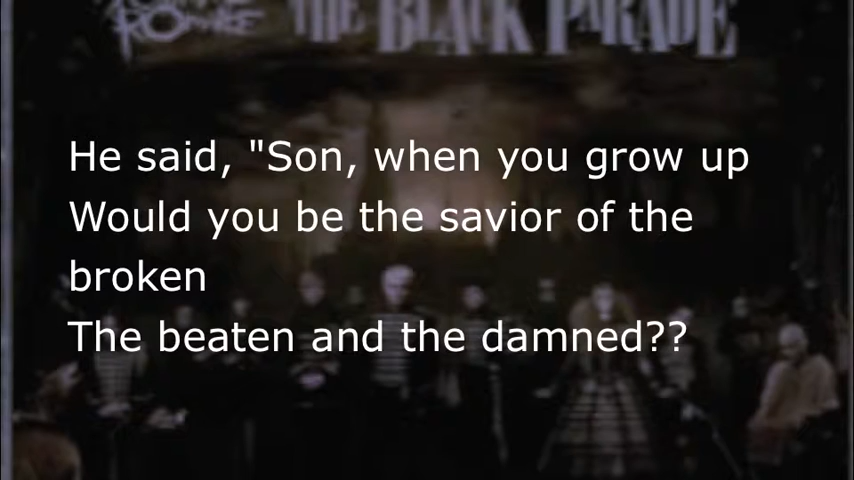 THE BLACK PARADE
He said, "Son, when you grow up
Would you be the savior of the
broken
The beaten and the damned??